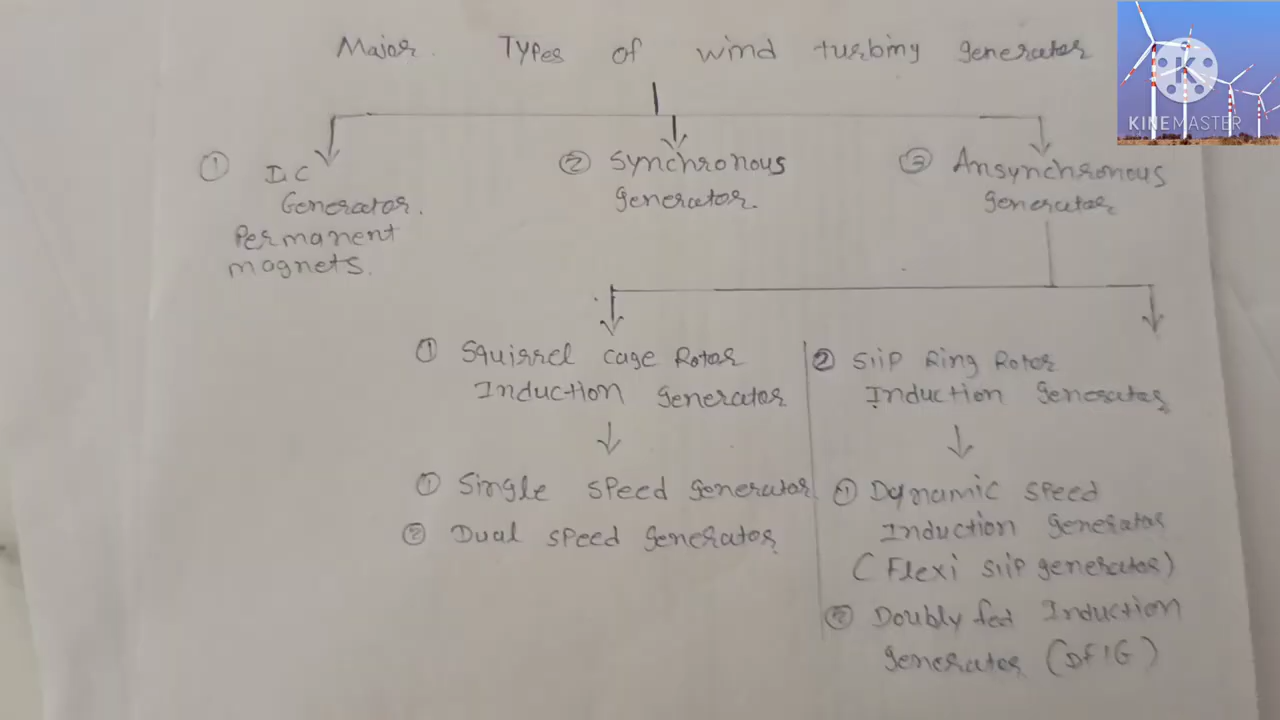 Major. Types of wind turbing generator
① D.C
Generator.
Permanent
magnets.
② Synchronous
generator.
③ Ansynchronous
generator
① Squirrel cage Rotor
Induction generator
① Single speed generator
② Dual speed generator
② Slip Ring Rotor
Induction generator
① Dynamic speed
Induction generator
(Flexi slip generator)
② Doubly fed Induction
generator (DFIG)
K
KINEMASTER